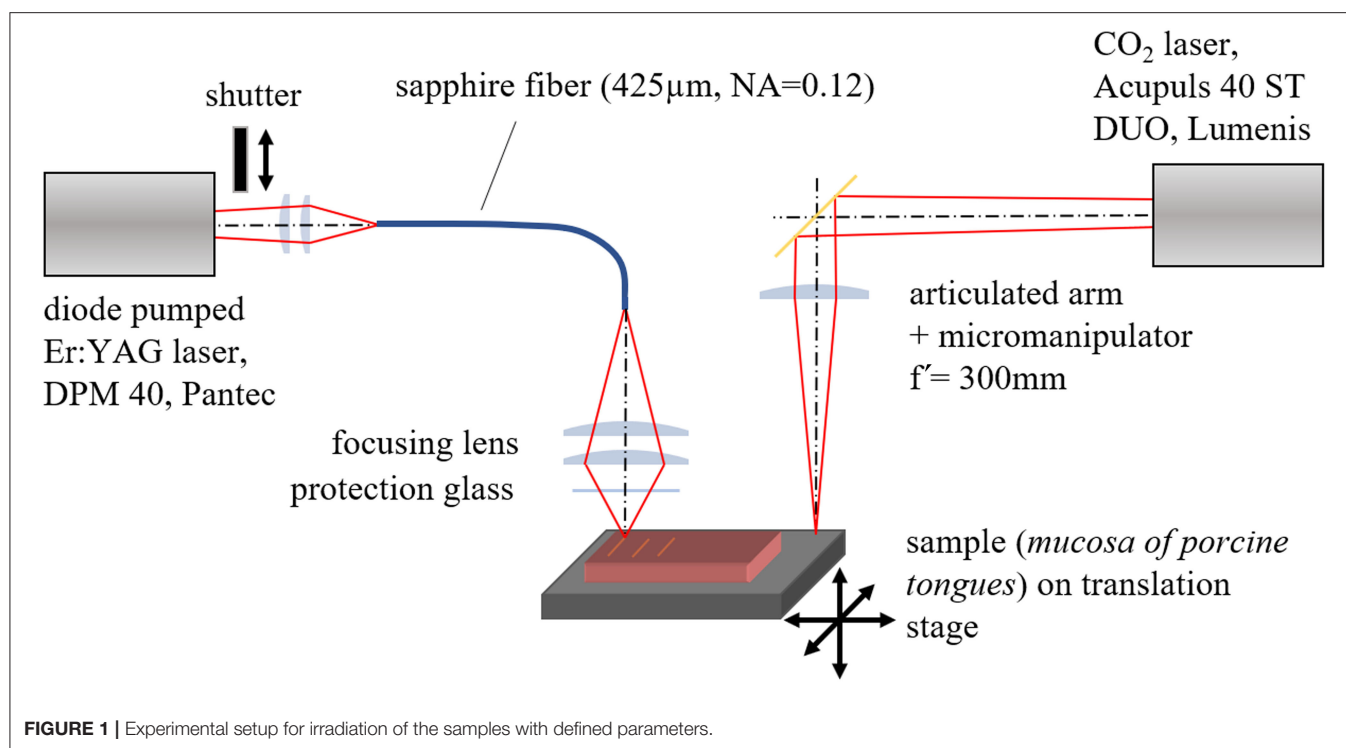 shutter
sapphire fiber (425µm, NA=0.12)
CO₂ laser,
Acupuls 40 ST
DUO, Lumenis
diode pumped
Er:YAG laser,
DPM 40, Pantec
articulated arm
+ micromanipulator
f′= 300mm
focusing lens
protection glass
sample (mucosa of porcine
tongues) on translation
stage
FIGURE 1 | Experimental setup for irradiation of the samples with defined parameters.